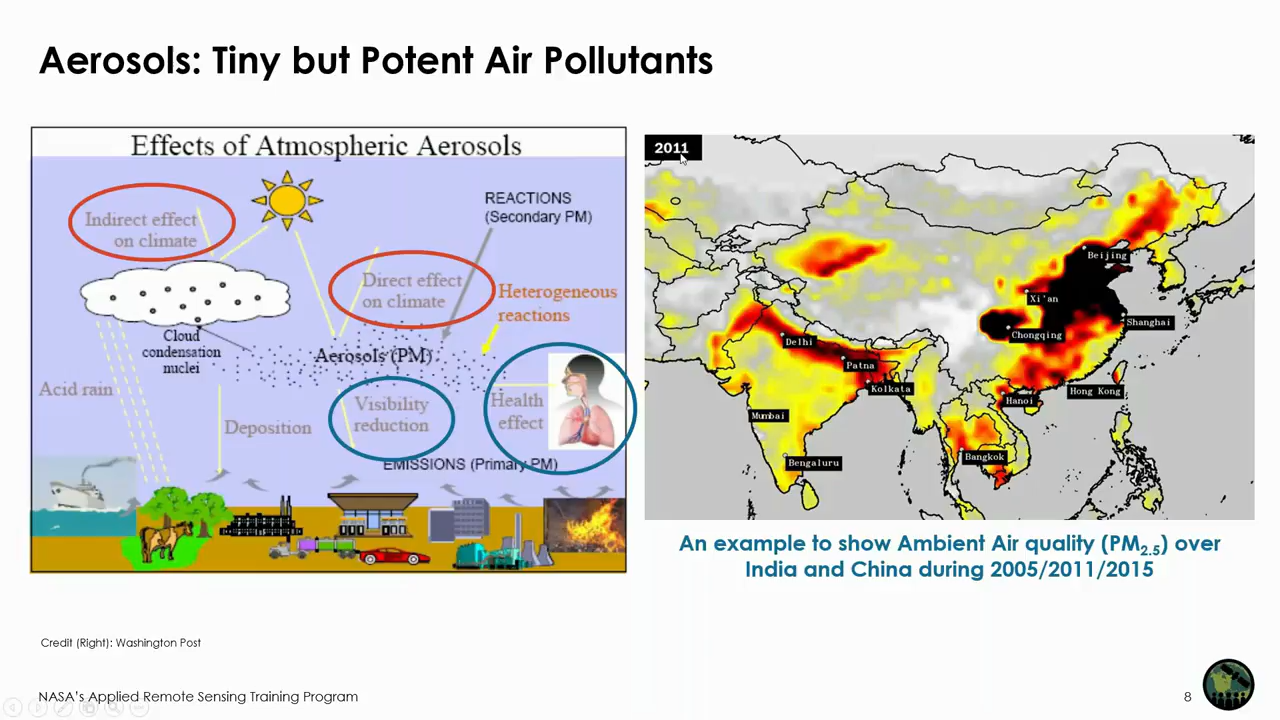 Aerosols: Tiny but Potent Air Pollutants
Effects of Atmospheric Aerosols
Indirect effect
on climate
REACTIONS
(Secondary PM)
Direct effect
on climate
Heterogeneous
reactions
Cloud
condensation
nuclei
Aerosols (PM)
Acid rain
Visibility
reduction
Health
effect
Deposition
EMISSIONS (Primary PM)
2011
Beijing
Xi'an
Shanghai
Chongqing
Delhi
Patna
Kolkata
Hong Kong
Hanoi
Mumbai
Bangkok
Bengaluru
An example to show Ambient Air quality (PM2.5) over
India and China during 2005/2011/2015
Credit (Right): Washington Post
NASA's Applied Remote Sensing Training Program
8